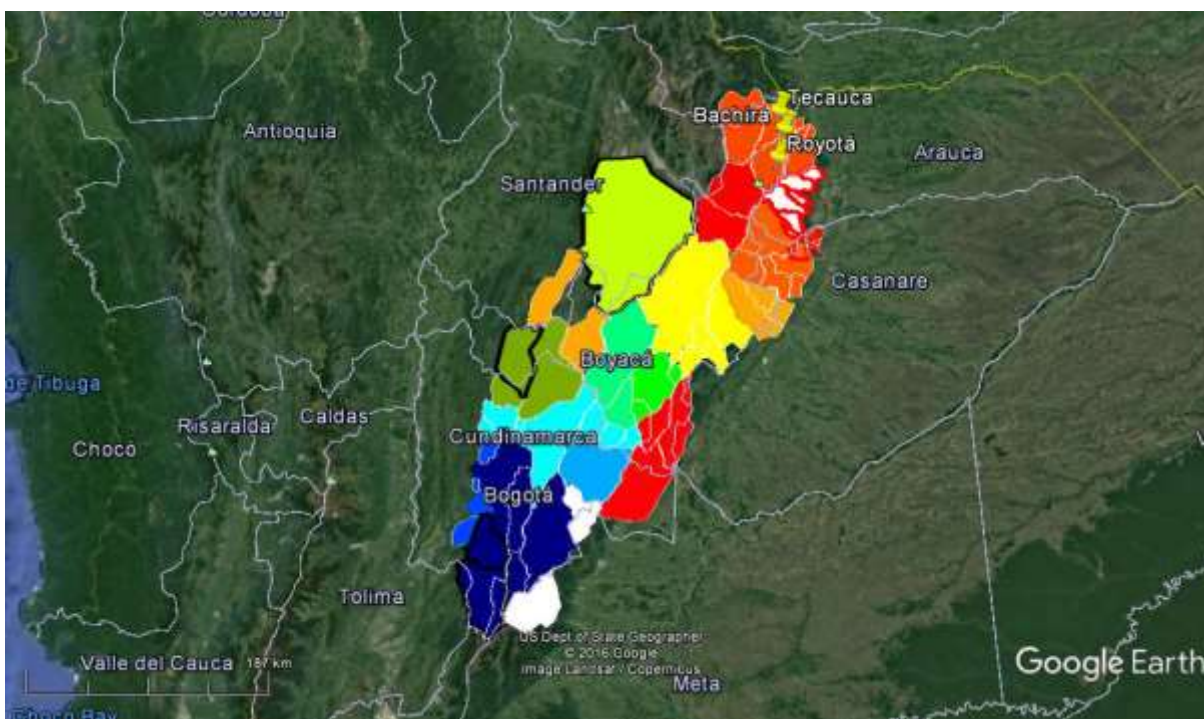 Cordoba
Tecauca
Bachirá
Antioquia
Royotá
Arauca
Santander
Casanare
Boyacá
de Tibuga
Caldas
Risaralda
Cundinamarca
Choco
Bogotá
Tolima
US Dept of State Geographer
© 2016 Google
Image Landsat / Copernicus
Valle del Cauca
187 km
Google Earth
Meta
Choco Bay